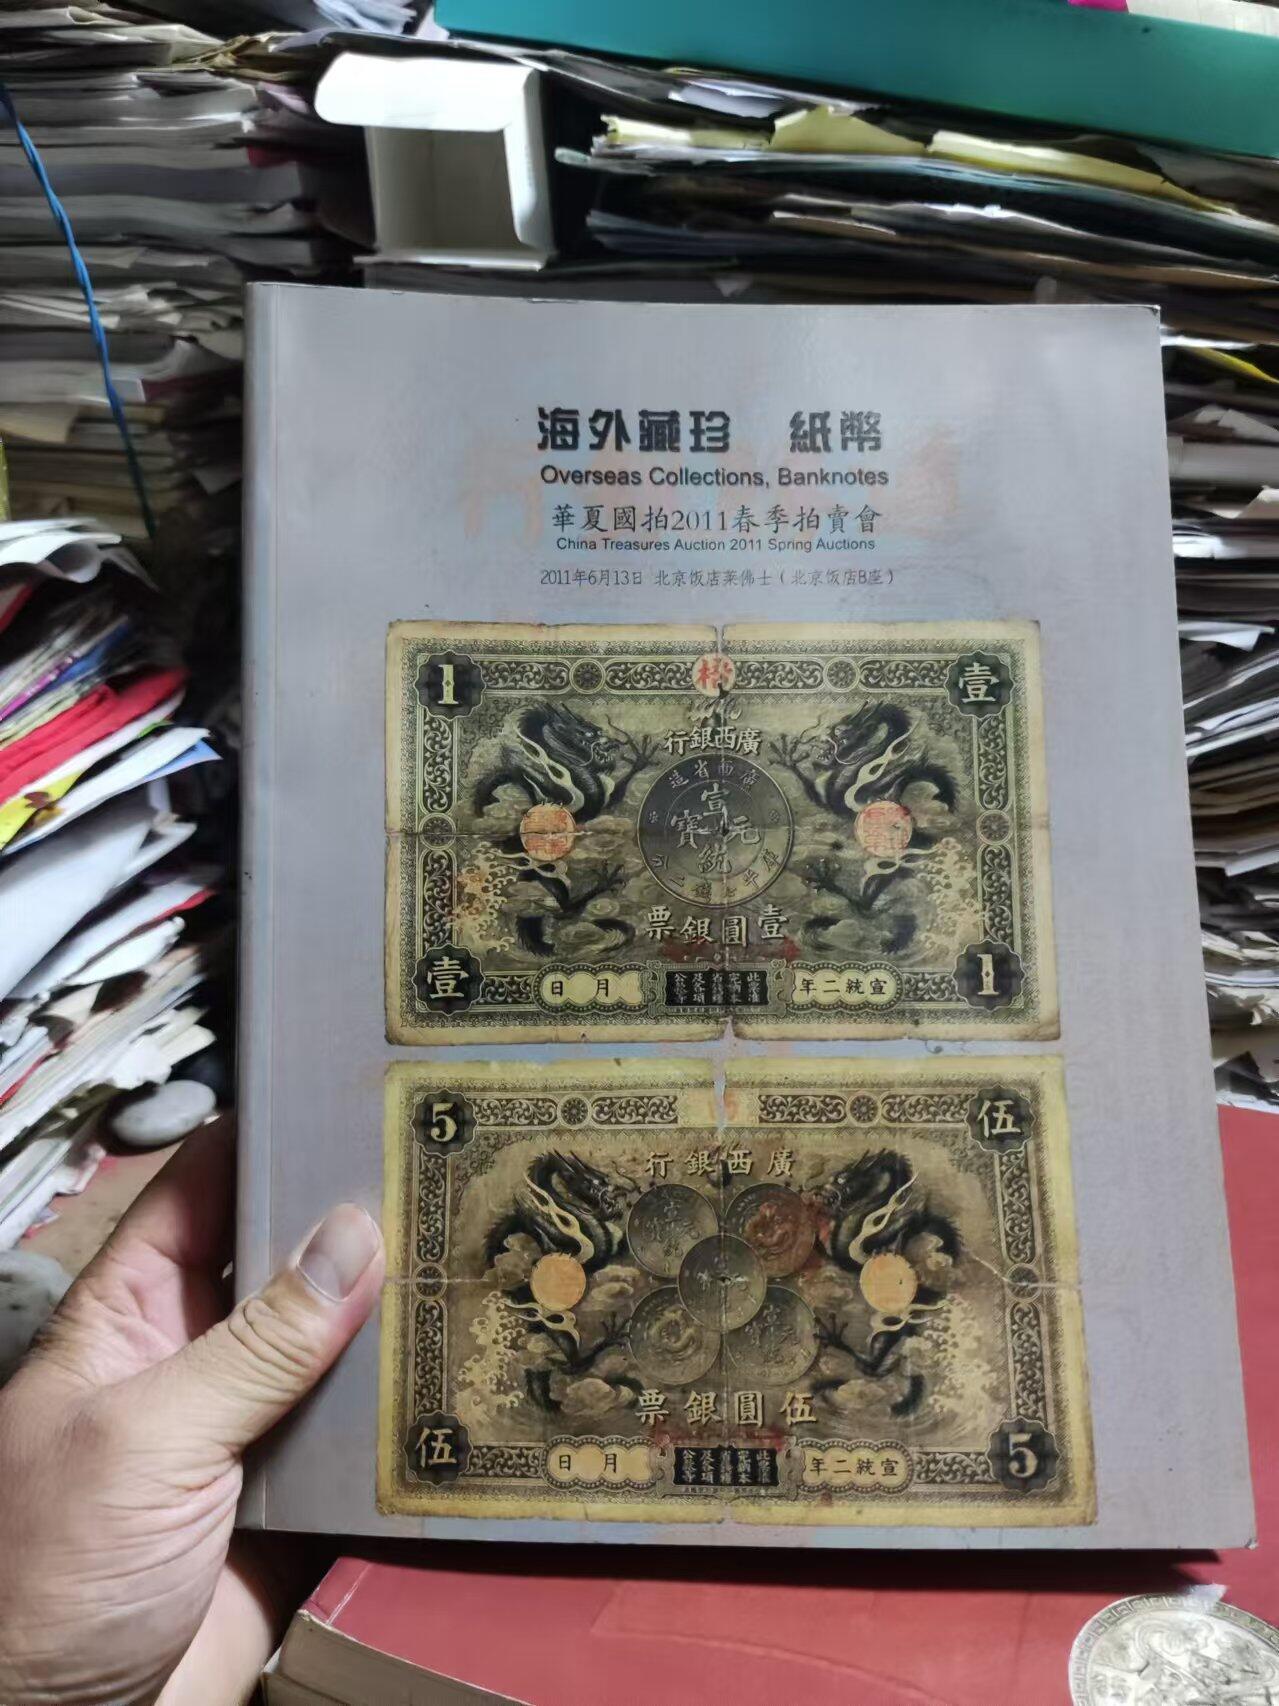 海外藏珍 紙幣
Overseas Collections, Banknotes
華夏國拍2011春季拍賣會
China Treasures Auction 2011 Spring Auctions
2011年6月13日 北京饭店莱佛士（北京饭店B座）
1
壹
廣西銀行
廣西省造
宣統元寶
壹圓銀票
壹
宣統二年
月 日
1
5
伍
廣西銀行
伍圓銀票
伍
宣統二年
月 日
5